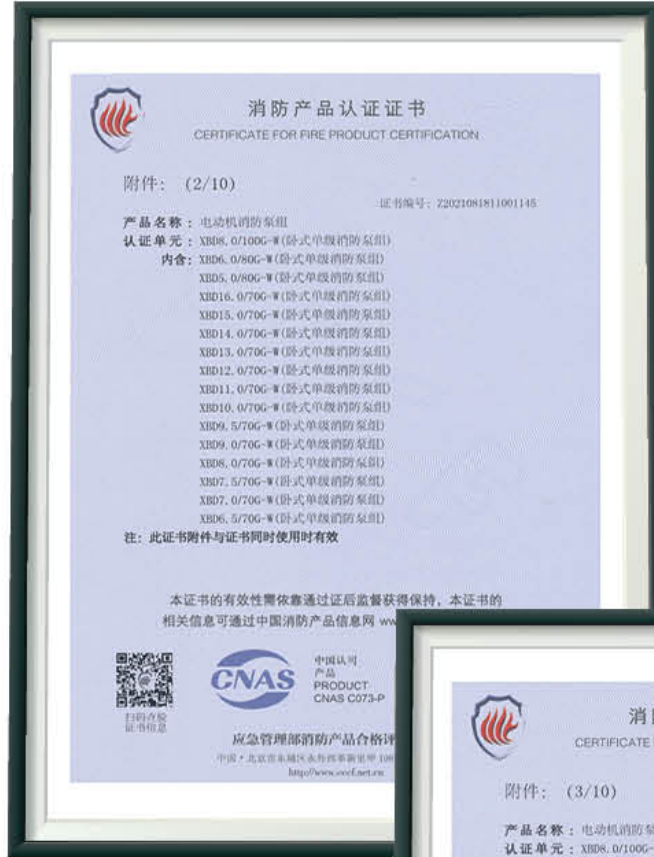 消防产品认证证书
CERTIFICATE FOR FIRE PRODUCT CERTIFICATION
附件: (2/10)
证书编号: Z2021081811001145
产品名称: 电动机消防泵组
认证单元: XBD8.0/100G-W(卧式单级消防泵组)
内含: XBD6.0/80G-W(卧式单级消防泵组)
XBD5.0/80G-W(卧式单级消防泵组)
XBD16.0/70G-W(卧式单级消防泵组)
XBD15.0/70G-W(卧式单级消防泵组)
XBD14.0/70G-W(卧式单级消防泵组)
XBD13.0/70G-W(卧式单级消防泵组)
XBD12.0/70G-W(卧式单级消防泵组)
XBD11.0/70G-W(卧式单级消防泵组)
XBD10.0/70G-W(卧式单级消防泵组)
XBD9.5/70G-W(卧式单级消防泵组)
XBD9.0/70G-W(卧式单级消防泵组)
XBD8.0/70G-W(卧式单级消防泵组)
XBD7.5/70G-W(卧式单级消防泵组)
XBD7.0/70G-W(卧式单级消防泵组)
XBD6.5/70G-W(卧式单级消防泵组)
注: 此证书附件与证书同时使用时有效
本证书的有效性需依靠通过证后监督获得保持, 本证书的
相关信息可通过中国消防产品信息网
扫码查验
证书信息
CNAS
中国认可
产品
PRODUCT
CNAS C073-P
应急管理部消防产品合格评
http://www.cccf.net.cn
CERTIFICATE
附件: (3/10)
产品名称: 电动机消防
认证单元: XBD8.0/100G-